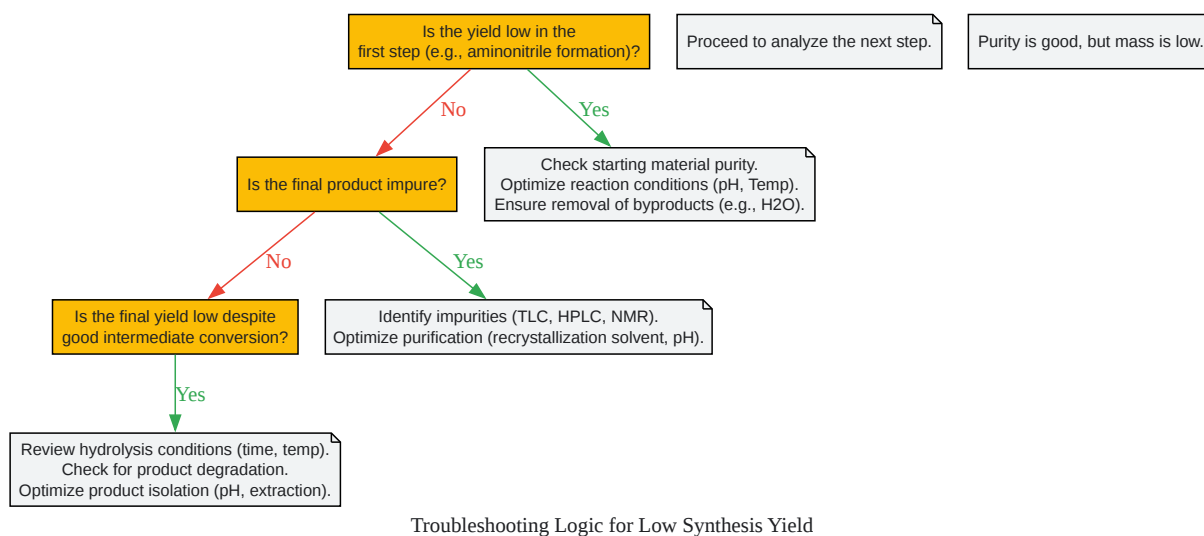 Is the yield low in the
first step (e.g., aminonitrile formation)?
Proceed to analyze the next step.
Purity is good, but mass is low.
No
Yes
Is the final product impure?
Check starting material purity.
Optimize reaction conditions (pH, Temp).
Ensure removal of byproducts (e.g., H2O).
No
Yes
Is the final yield low despite
good intermediate conversion?
Identify impurities (TLC, HPLC, NMR).
Optimize purification (recrystallization solvent, pH).
Yes
Review hydrolysis conditions (time, temp).
Check for product degradation.
Optimize product isolation (pH, extraction).
Troubleshooting Logic for Low Synthesis Yield